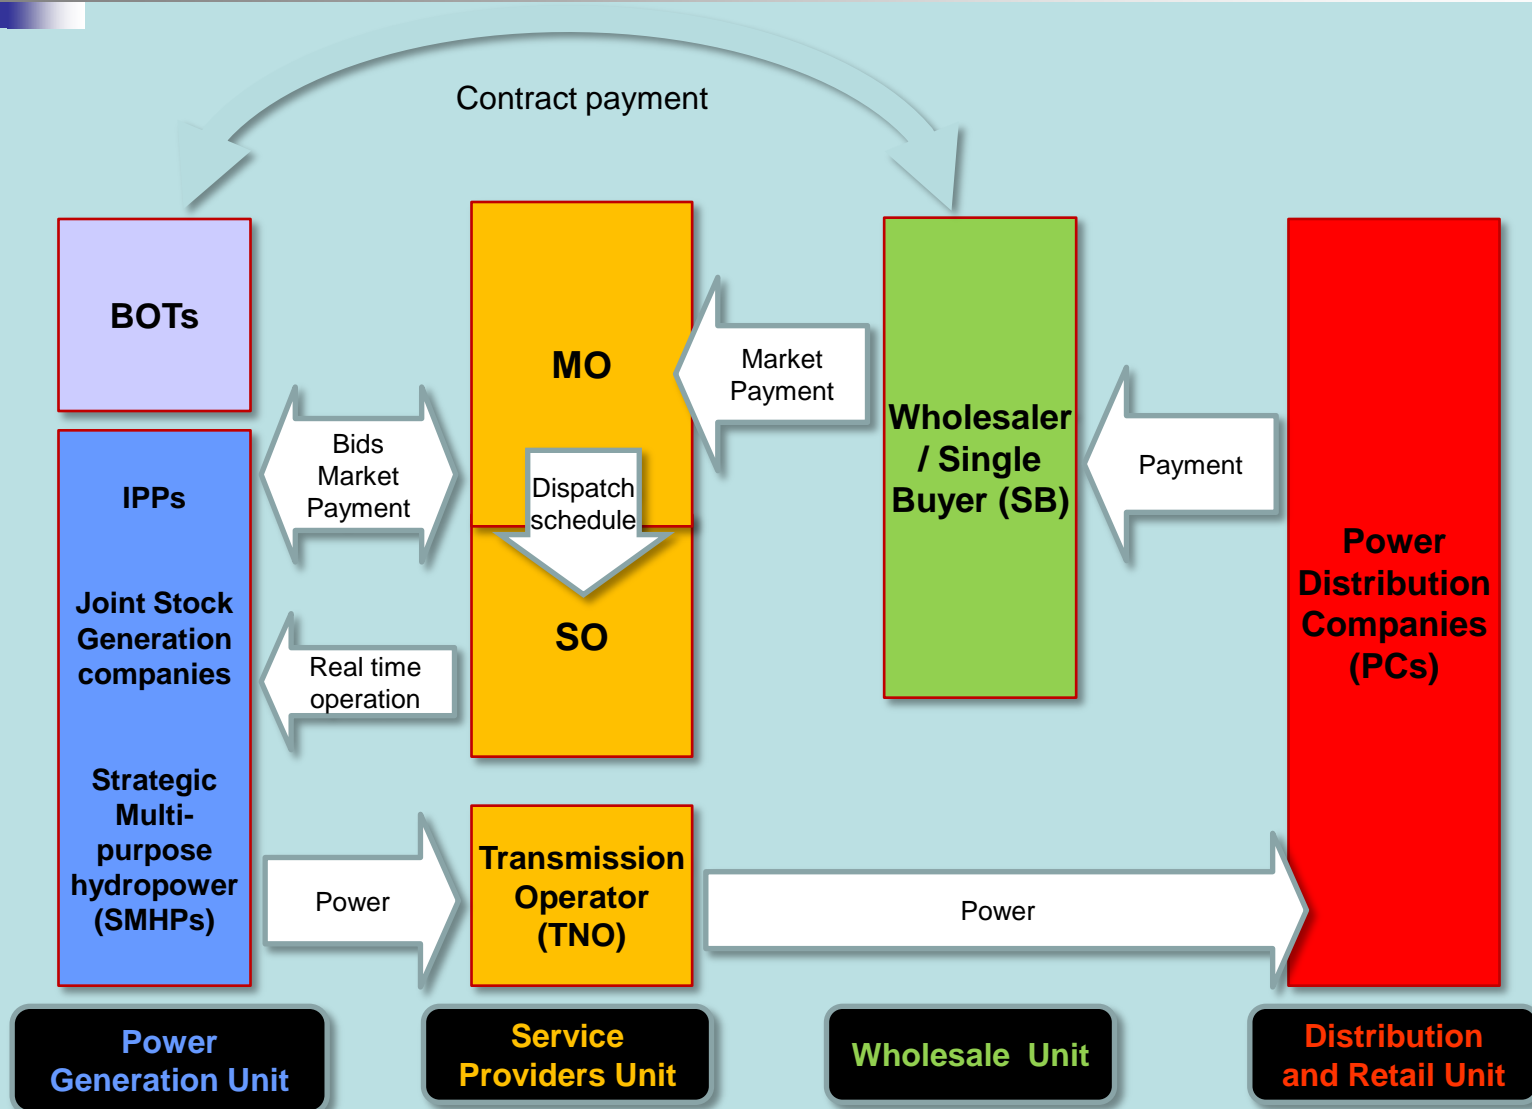 Contract payment
BOTs
IPPs
Joint Stock
Generation
companies
Strategic
Multi-
purpose
hydropower
(SMHPs)
Bids
Market
Payment
Real time
operation
Power
MO
Dispatch
schedule
SO
Transmission
Operator
(TNO)
Market
Payment
Wholesaler
/ Single
Buyer (SB)
Payment
Power
Power
Distribution
Companies
(PCs)
Power
Generation Unit
Service
Providers Unit
Wholesale Unit
Distribution
and Retail Unit